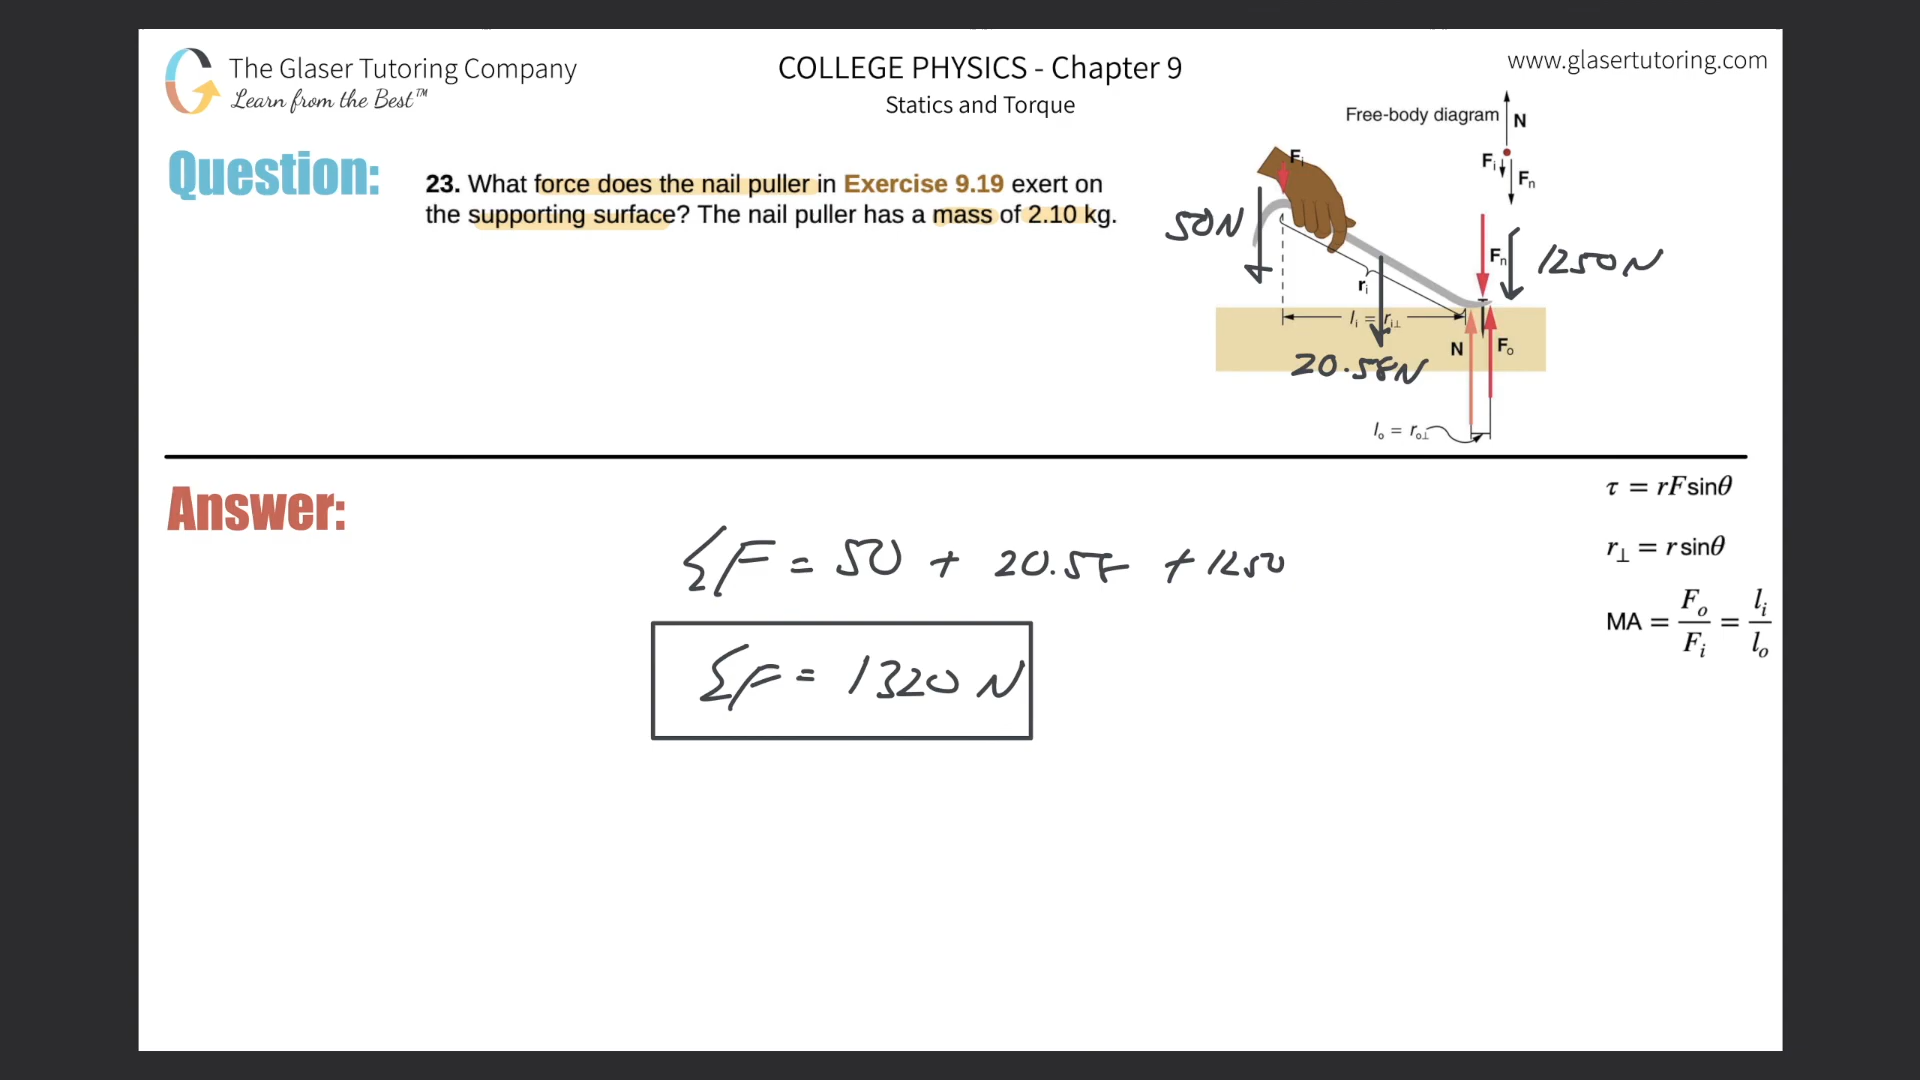 The Glaser Tutoring Company
Learn from the Best™
COLLEGE PHYSICS - Chapter 9
Statics and Torque
www.glasertutoring.com
Question:
23. What force does the nail puller in Exercise 9.19 exert on
the supporting surface? The nail puller has a mass of 2.10 kg.
Free-body diagram
N
Fi
Fn
Fi
50N
Fn
1250N
ri
li = ri⊥
N
Fo
20.58N
lo = ro⊥
Answer:
ΣF = 50 + 20.58 + 1250
ΣF = 1320 N
τ = rFsinθ
r⊥ = r sinθ
MA = Fo/Fi = li/lo